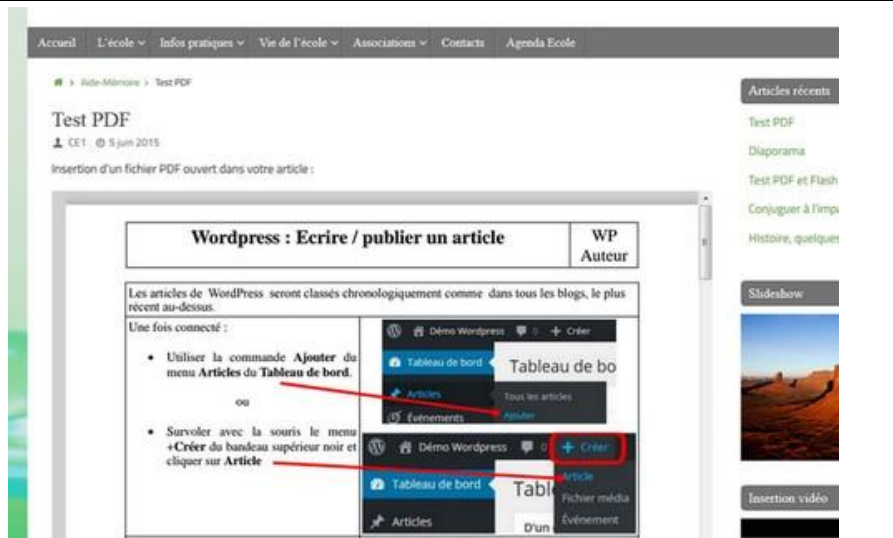 Accueil L'école Infos pratiques Vie de l'école Associations Contacts Agenda Ecole
> Aide-Mémoire > Test PDF
Test PDF
CE1 5 juin 2015
Insertion d'un fichier PDF ouvert dans votre article :
Wordpress : Ecrire / publier un article
WP
Auteur
Les articles de WordPress seront classés chronologiquement comme dans tous les blogs, le plus
récent au-dessus.
Une fois connecté :
• Utiliser la commande Ajouter du
menu Articles du Tableau de bord.
ou
• Survoler avec la souris le menu
+Créer du bandeau supérieur noir et
cliquer sur Article
Démo Wordpress 0 + Créer
Tableau de bord
Tableau de bo
Articles
Tous les articles
Évènements
Ajouter
Démo Wordpress 0 + Créer
Tableau de bord
Tabl
Article
Fichier média
Articles
D'un
Évènement
Articles récents
Test PDF
Diaporama
Test PDF et Flash
Conjuguer à l'imp
Histoire, quelques
Slideshow
Insertion vidéo